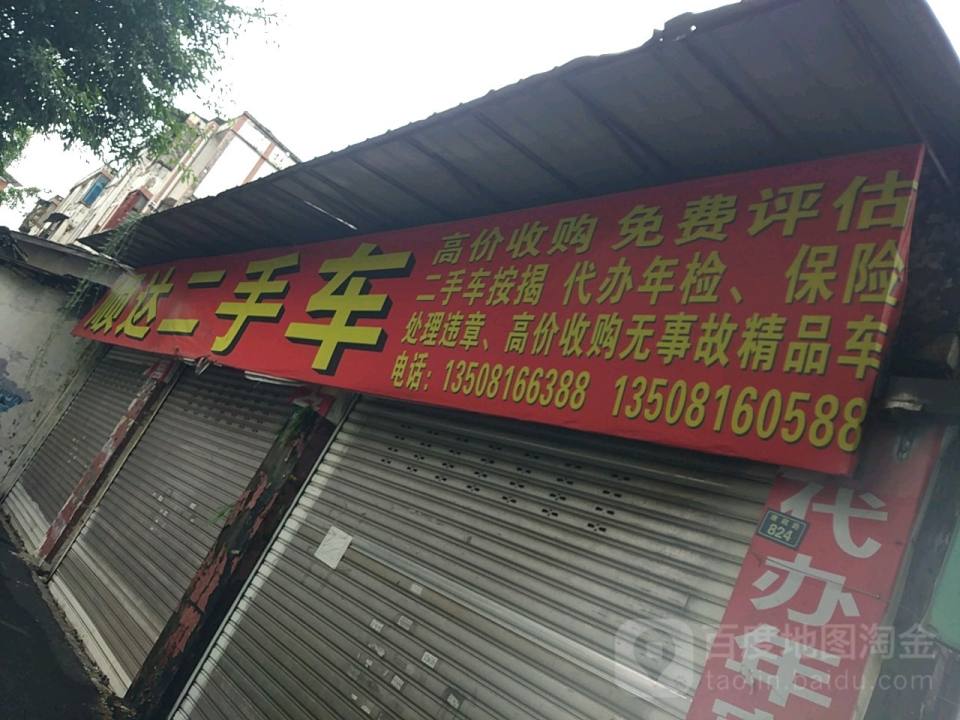 顺达二手车
高价收购 免费评估
二手车按揭 代办年检、保险
处理违章、高价收购无事故精品车
电话：13508166388 13508160588
824
代办年
百度地图淘金
taojin.baidu.com